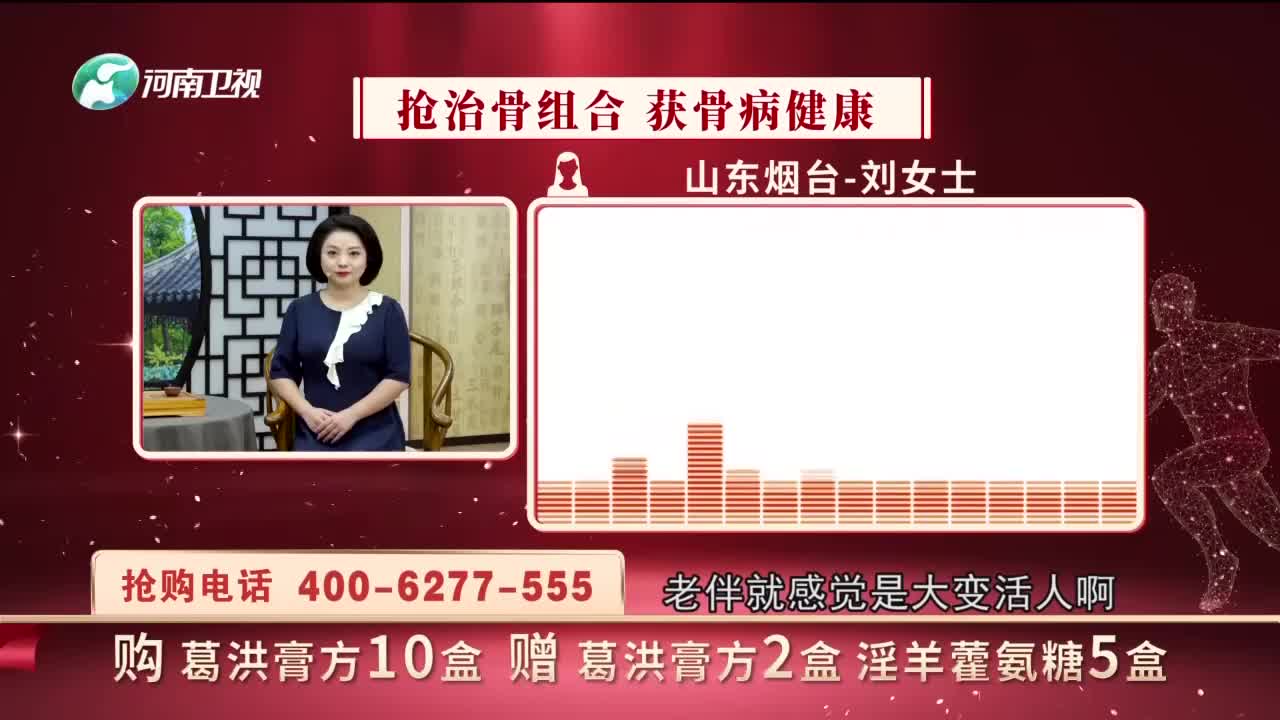 河南卫视
抢治骨组合 获骨病健康
山东烟台-刘女士
抢购电话 400-6277-555
老伴就感觉是大变活人啊
购 葛洪膏方10盒 赠 葛洪膏方2盒 淫羊藿氨糖5盒